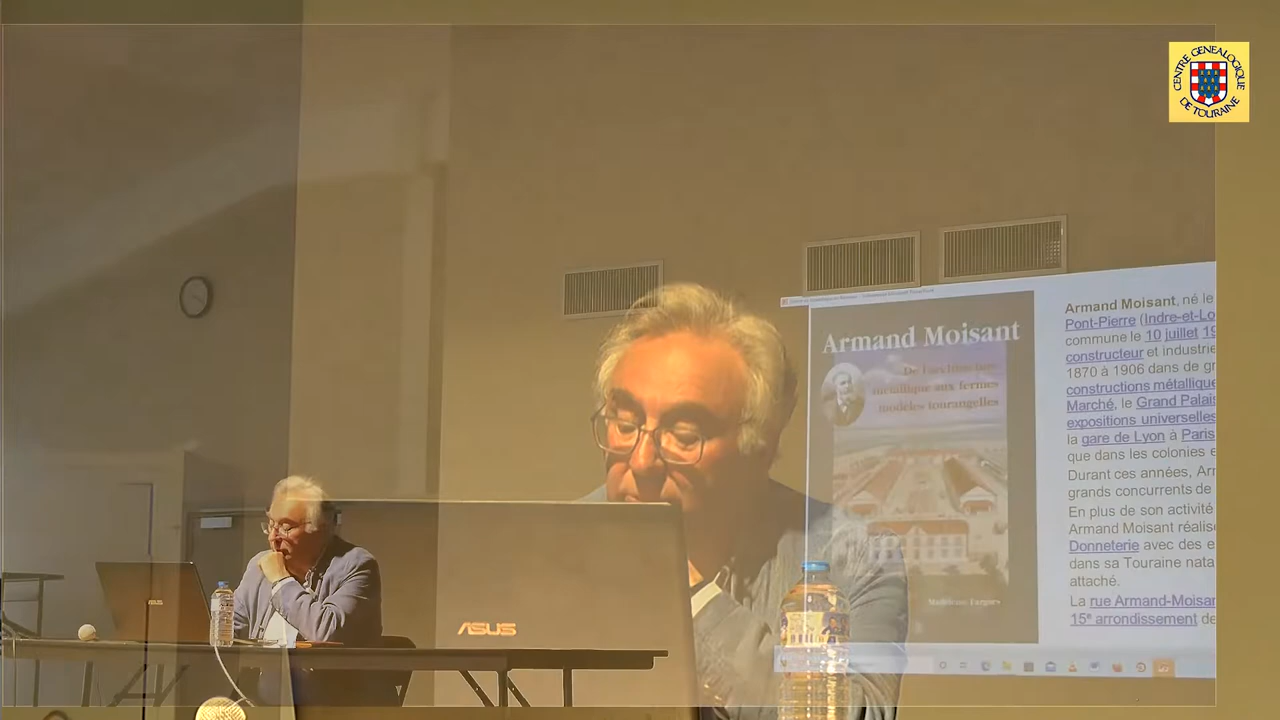 CENTRE GENEALOGIQUE
DE TOURAINE
Armand Moisant
De l'architecture
métallique aux fermes
modèles tourangelles
Armand Moisant, né le
Pont-Pierre (Indre-et-Lo
commune le 10 juillet 19
constructeur et industrie
1870 à 1906 dans de gr
constructions métallique
Marché, le Grand Palais
expositions universelles
la gare de Lyon à Paris
que dans les colonies e
Durant ces années, Arr
grands concurrents de
En plus de son activité
Armand Moisant réalise
Donneterie avec des e
dans sa Touraine nata
attaché.
La rue Armand-Moisar
15e arrondissement de
ASUS
ASUS